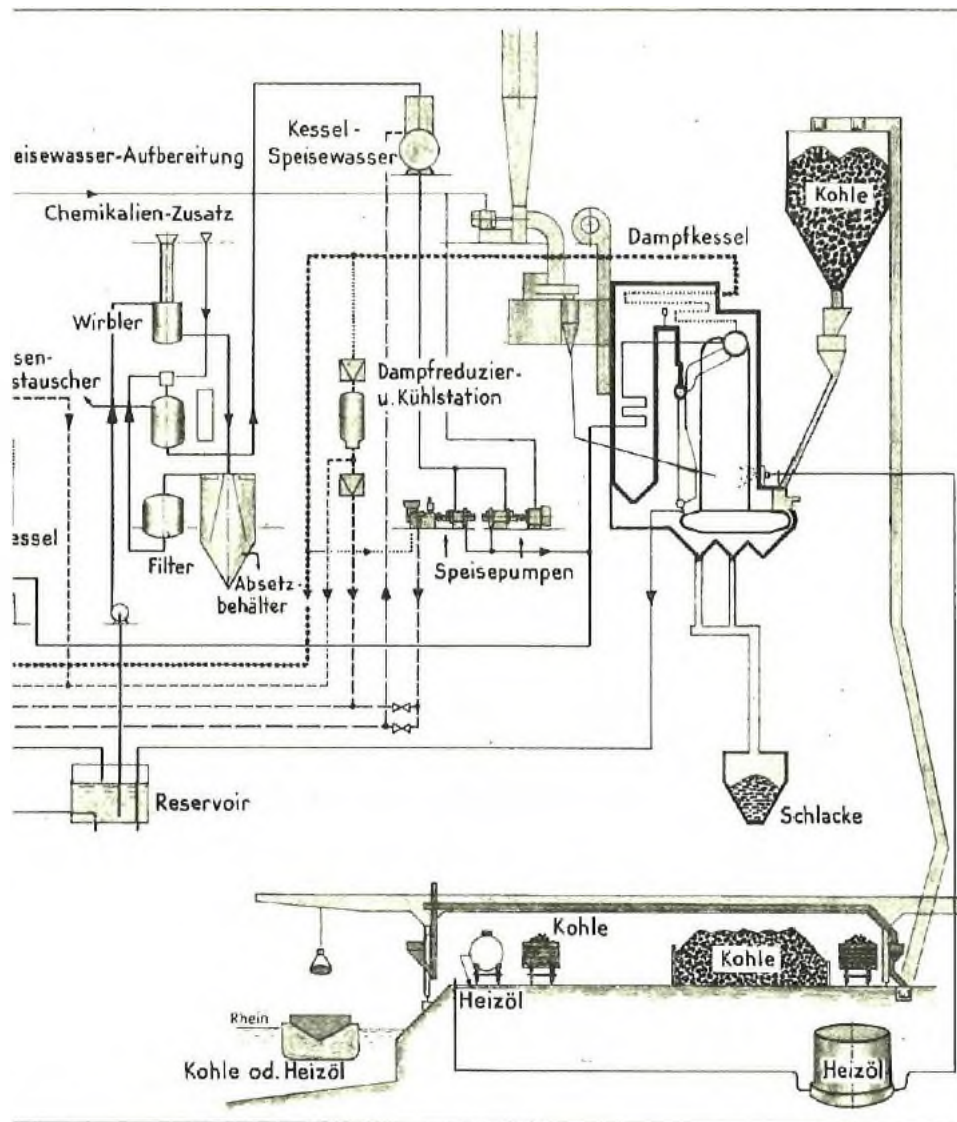 Kessel-
Speisewasser
eisewasser-Aufbereitung
Chemikalien-Zusatz
Kohle
Dampfkessel
Wirbler
sen-
stauscher
Dampfreduzier-
u. Kühlstation
essel
Filter
Absetz-
behälter
Speisepumpen
Reservoir
Schlacke
Kohle
Kohle
Heizöl
Rhein
Kohle od. Heizöl
Heizöl